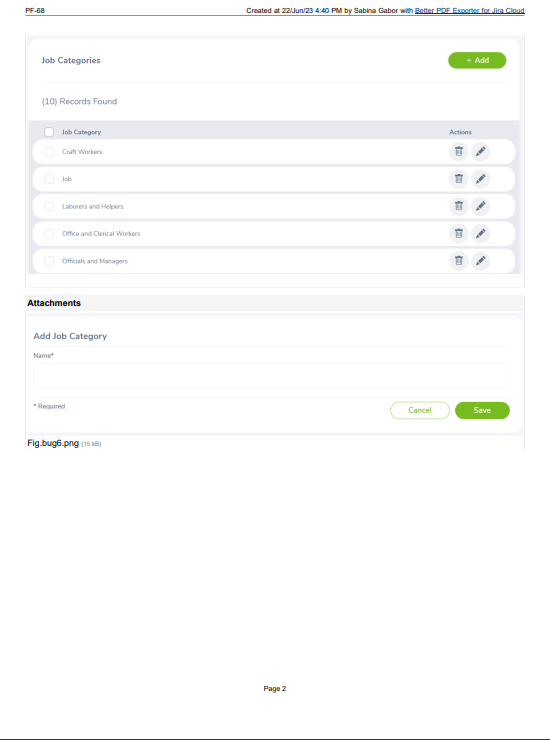 PF-68 Created at 22/Jun/23 4:40 PM by Sabina Gabor with Better PDF Exporter for Jira Cloud
Job Categories
+ Add
(10) Records Found
Job Category Actions
Craft Workers
Job
Laborers and Helpers
Office and Clerical Workers
Officials and Managers
Attachments
Add Job Category
Name*
* Required
Cancel Save
Fig.bug6.png (15 kB)
Page 2